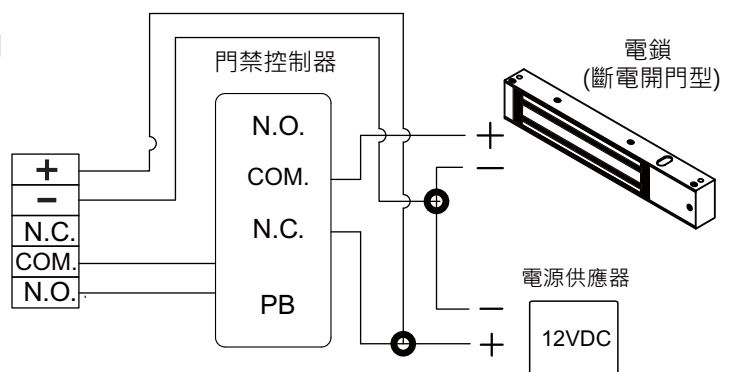 門禁控制器
電鎖
(斷電開門型)
+
−
N.C.
COM.
N.O.
N.O.
COM.
N.C.
PB
+
−
電源供應器
−
+
12VDC